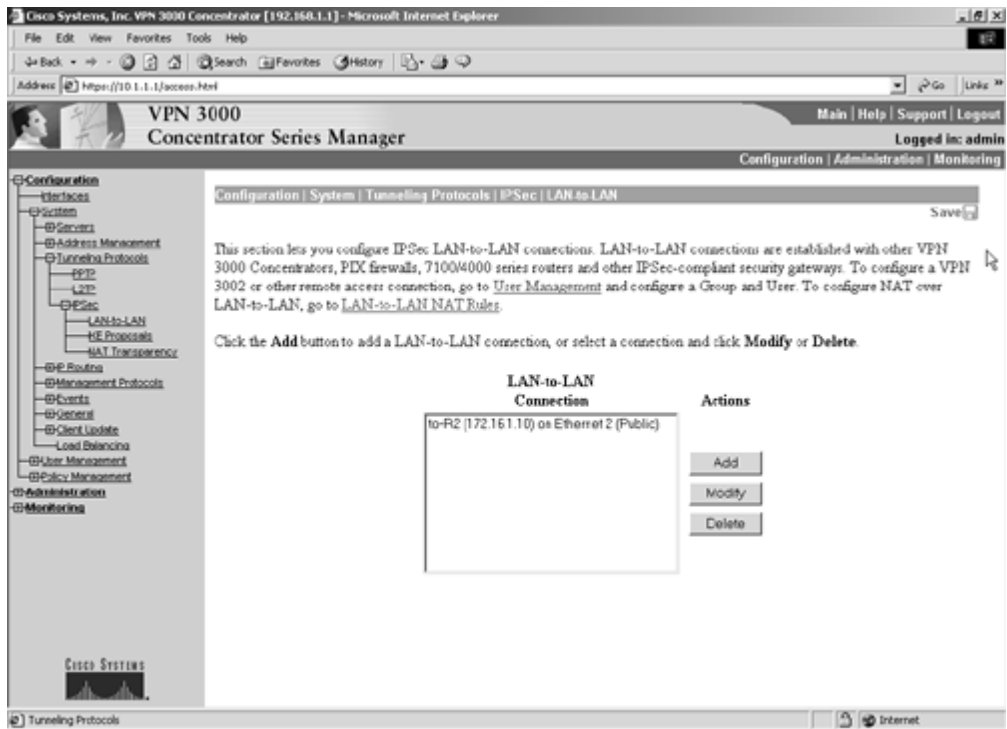 Cisco Systems, Inc. VPN 3000 Concentrator [192.168.1.1] - Microsoft Internet Explorer
File Edit View Favorites Tools Help
Back Search Favorites History
Address https://10.1.1.1/access.html Go Links »
VPN 3000
Concentrator Series Manager
Main | Help | Support | Logout
Logged in: admin
Configuration | Administration | Monitoring
Configuration
Interfaces
System
Servers
Address Management
Tunneling Protocols
PPTP
L2TP
IPSec
LAN-to-LAN
IKE Proposals
NAT Transparency
IP Routing
Management Protocols
Events
General
Client Update
Load Balancing
User Management
Policy Management
Administration
Monitoring
CISCO SYSTEMS
Configuration | System | Tunneling Protocols | IPSec | LAN-to-LAN
Save
This section lets you configure IPSec LAN-to-LAN connections. LAN-to-LAN connections are established with other VPN
3000 Concentrators, PIX firewalls, 7100/4000 series routers and other IPSec-compliant security gateways. To configure a VPN
3002 or other remote access connection, go to User Management and configure a Group and User. To configure NAT over
LAN-to-LAN, go to LAN-to-LAN NAT Rules.
Click the Add button to add a LAN-to-LAN connection, or select a connection and click Modify or Delete.
LAN-to-LAN
Connection
Actions
to-R2 (172.161.10) on Ethernet 2 (Public)
Add
Modify
Delete
Tunneling Protocols
Internet